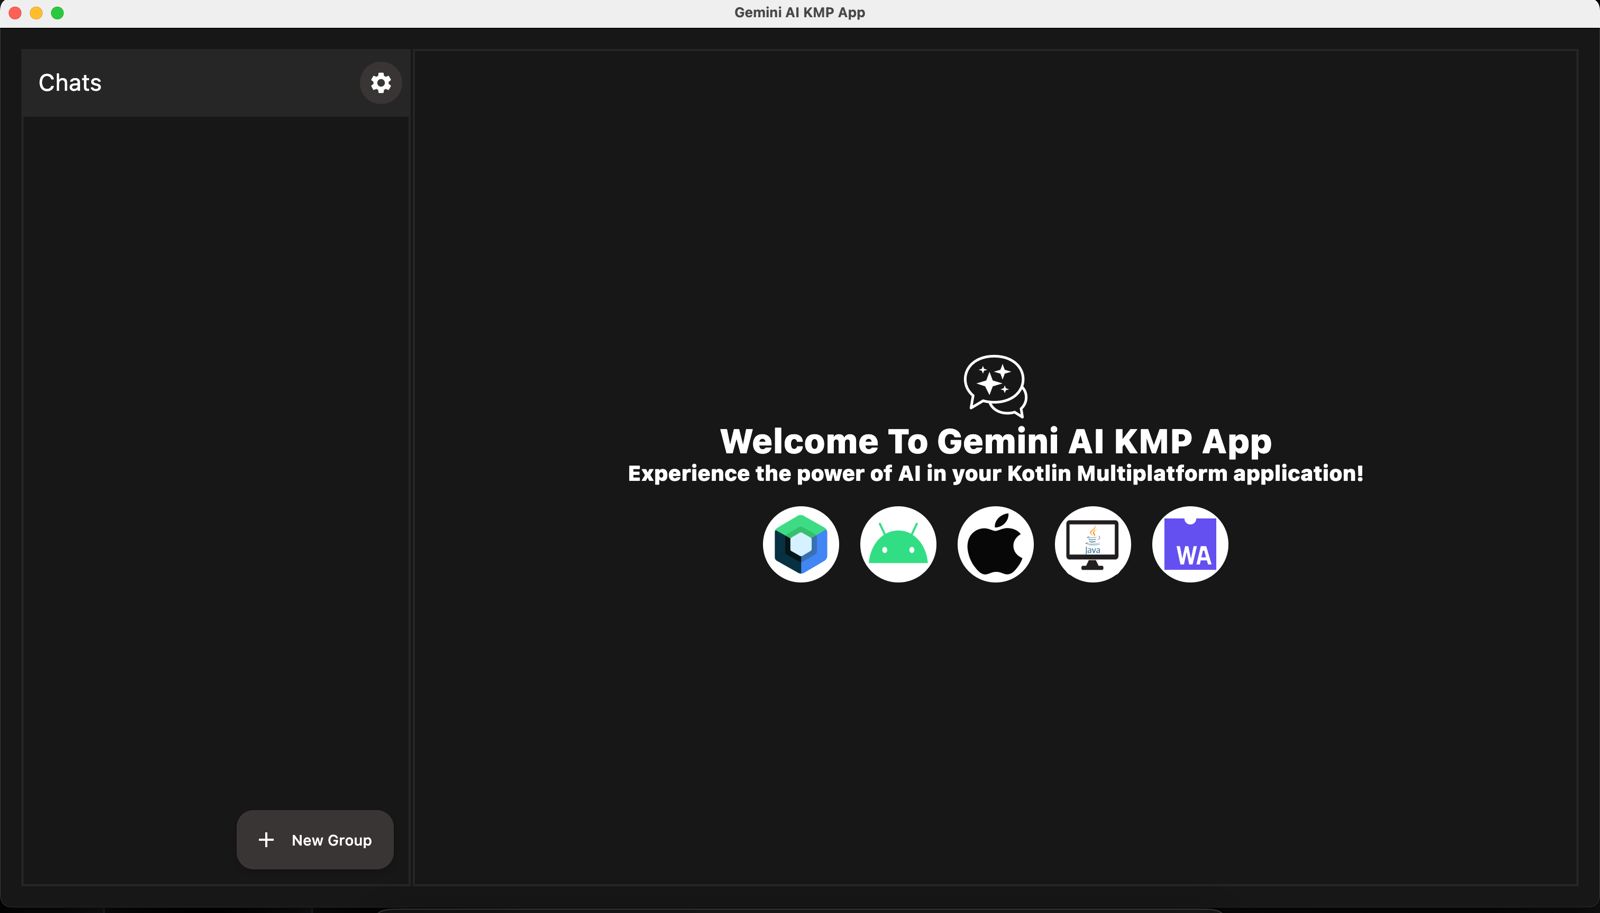 Gemini AI KMP App
Chats
Welcome To Gemini AI KMP App
Experience the power of AI in your Kotlin Multiplatform application!
Java
WA
New Group